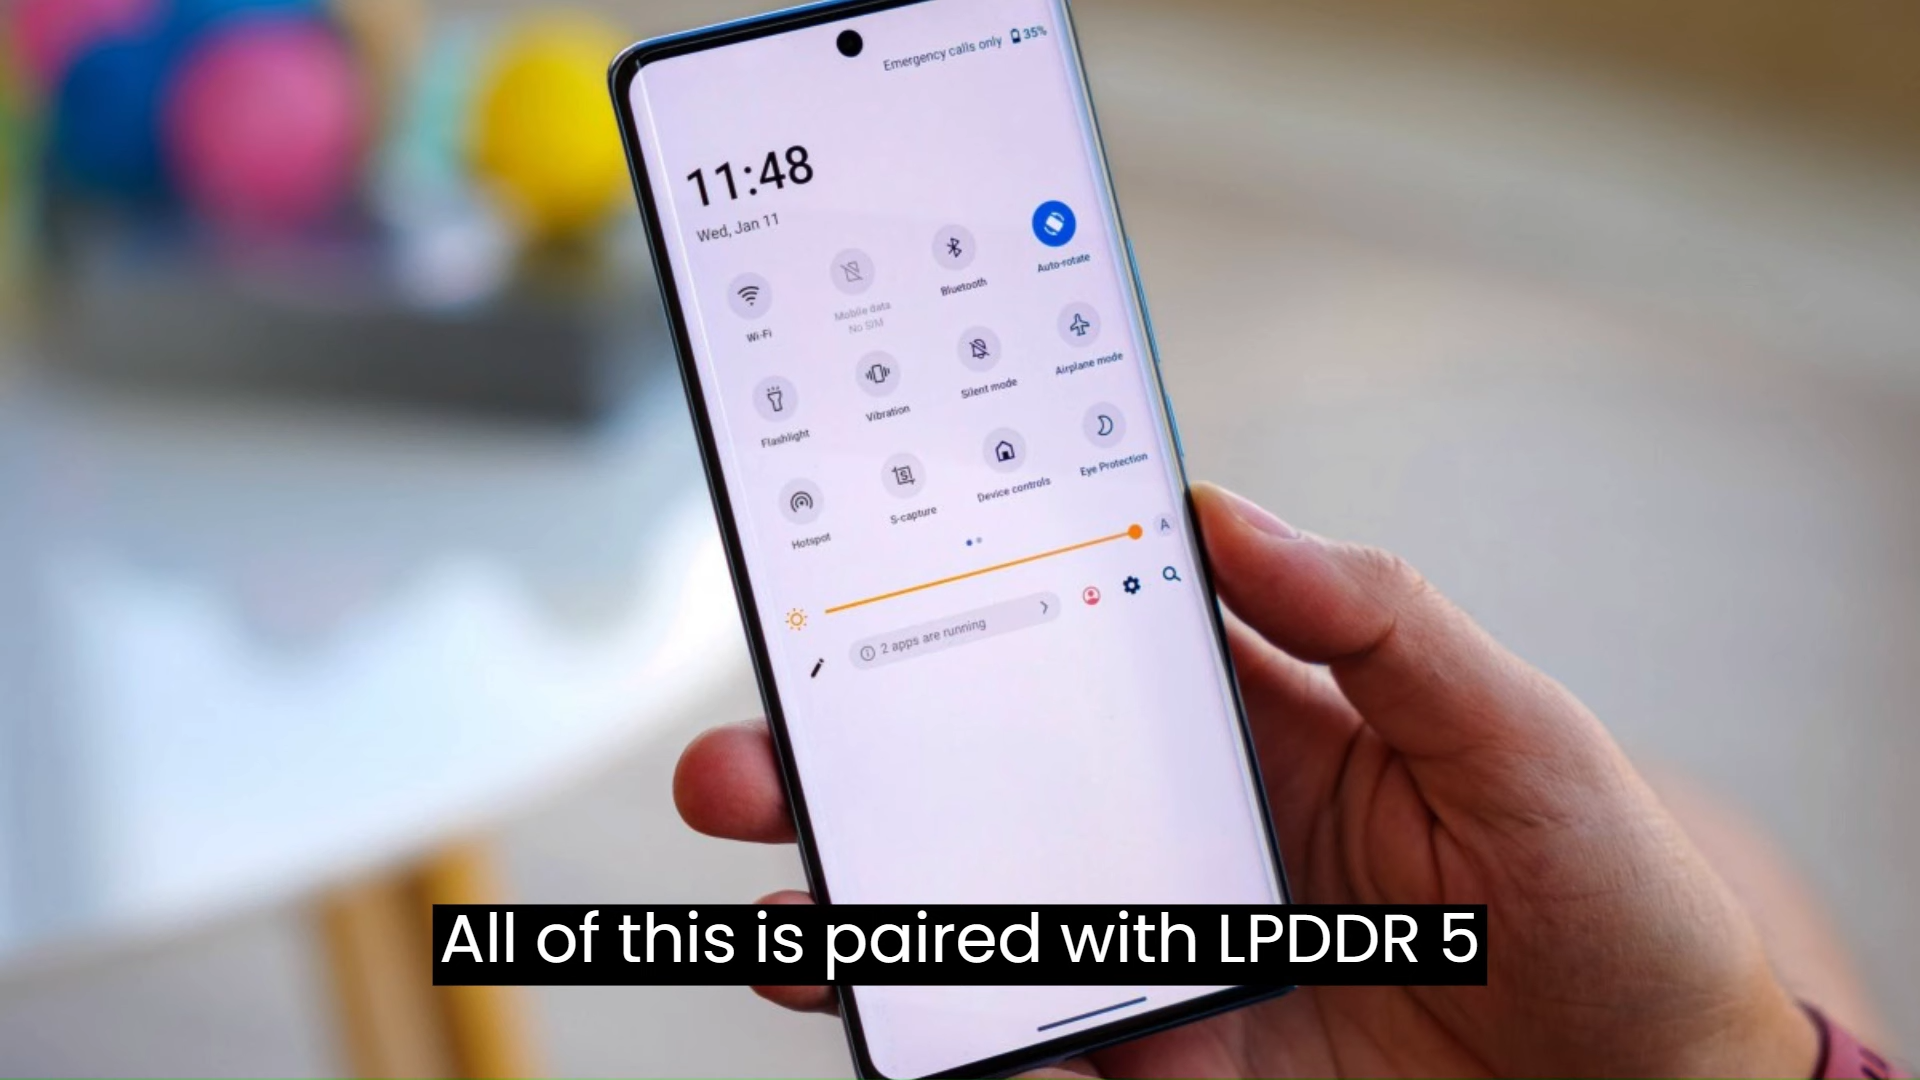 Emergency calls only 35%
11:48
Wed, Jan 11
Wi-Fi
Mobile data
No SIM
Bluetooth
Auto-rotate
Flashlight
Vibration
Silent mode
Airplane mode
Hotspot
S-capture
Device controls
Eye Protection
A
2 apps are running
All of this is paired with LPDDR 5